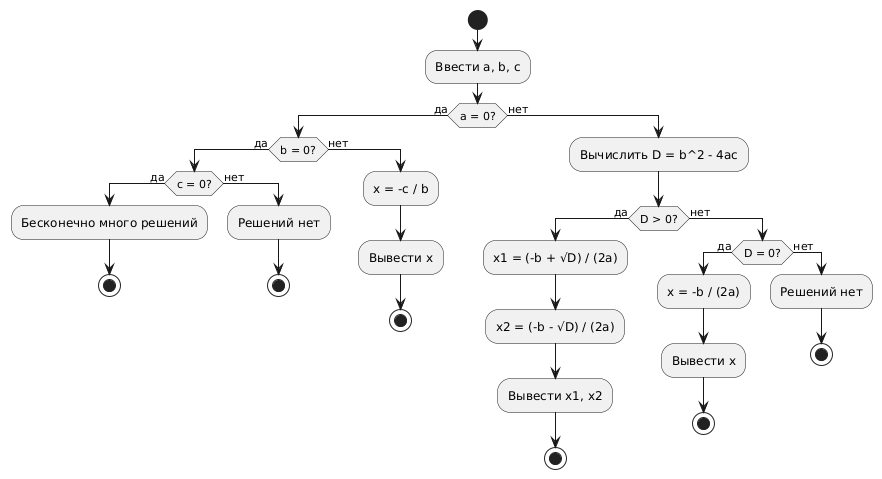 Ввести a, b, c
да
a = 0?
нет
да
b = 0?
нет
Вычислить D = b^2 - 4ac
да
c = 0?
нет
x = -c / b
да
D > 0?
нет
Бесконечно много решений
Решений нет
Вывести x
x1 = (-b + √D) / (2a)
да
D = 0?
нет
x = -b / (2a)
Решений нет
x2 = (-b - √D) / (2a)
Вывести x
Вывести x1, x2